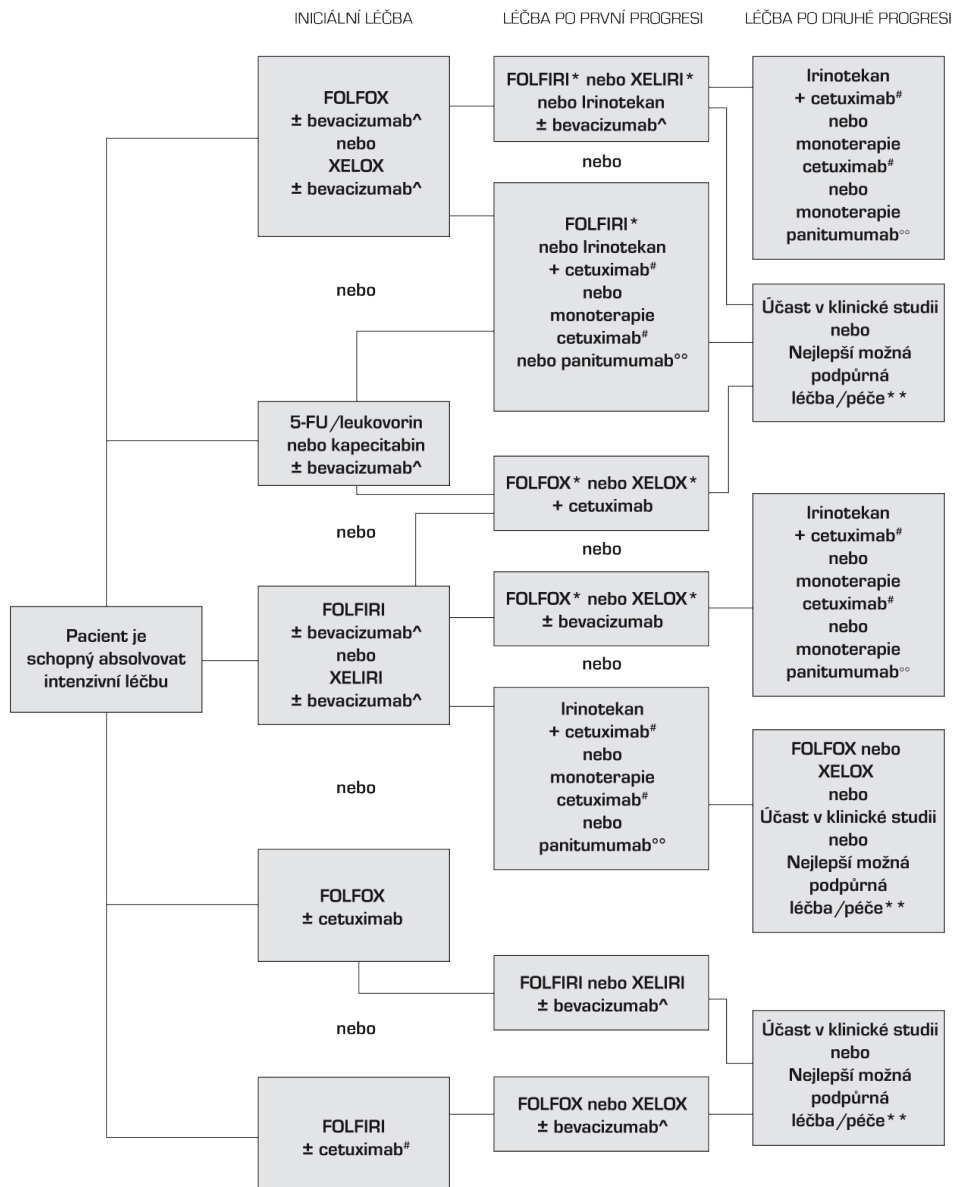 INICIÁLNÍ LÉČBA
LÉČBA PO PRVNÍ PROGRESI
LÉČBA PO DRUHÉ PROGRESI
Pacient je
schopný absolvovat
intenzivní léčbu
FOLFOX
± bevacizumab^
nebo
XELOX
± bevacizumab^
nebo
5-FU/leukovorin
nebo kapecitabin
± bevacizumab^
nebo
FOLFIRI
± bevacizumab^
nebo
XELIRI
± bevacizumab^
nebo
FOLFOX
± cetuximab
nebo
FOLFIRI
± cetuximab#
FOLFIRI* nebo XELIRI*
nebo Irinotekan
± bevacizumab^
nebo
FOLFIRI*
nebo Irinotekan
+ cetuximab#
nebo
monoterapie
cetuximab#
nebo panitumumab°°
FOLFOX* nebo XELOX*
+ cetuximab
nebo
FOLFOX* nebo XELOX*
± bevacizumab
nebo
Irinotekan
+ cetuximab#
nebo
monoterapie
cetuximab#
nebo
panitumumab°°
FOLFIRI nebo XELIRI
± bevacizumab^
FOLFOX nebo XELOX
± bevacizumab^
Irinotekan
+ cetuximab#
nebo
monoterapie
cetuximab#
nebo
monoterapie
panitumumab°°
Účast v klinické studii
nebo
Nejlepší možná
podpůrná
léčba/péče**
Irinotekan
+ cetuximab#
nebo
monoterapie
cetuximab#
nebo
monoterapie
panitumumab°°
FOLFOX nebo
XELOX
nebo
Účast v klinické studii
nebo
Nejlepší možná
podpůrná
léčba/péče**
Účast v klinické studii
nebo
Nejlepší možná
podpůrná
léčba/péče**